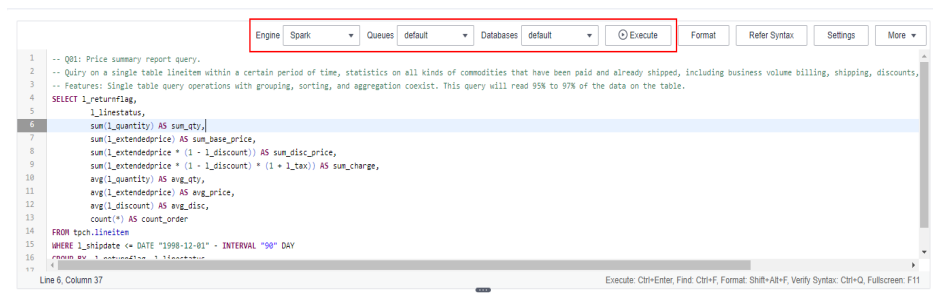 Engine Spark Queues default Databases default Execute Format Refer Syntax Settings More
1 -- Q01: Price summary report query.
2 -- Quiry on a single table lineitem within a certain period of time, statistics on all kinds of commodities that have been paid and already shipped, including business volume billing, shipping, discounts,
3 -- Features: Single table query operations with grouping, sorting, and aggregation coexist. This query will read 95% to 97% of the data on the table.
4 SELECT l_returnflag,
5 l_linestatus,
6 sum(l_quantity) AS sum_qty,
7 sum(l_extendedprice) AS sum_base_price,
8 sum(l_extendedprice * (1 - l_discount)) AS sum_disc_price,
9 sum(l_extendedprice * (1 - l_discount) * (1 + l_tax)) AS sum_charge,
10 avg(l_quantity) AS avg_qty,
11 avg(l_extendedprice) AS avg_price,
12 avg(l_discount) AS avg_disc,
13 count(*) AS count_order
14 FROM tpch.lineitem
15 WHERE l_shipdate <= DATE "1998-12-01" - INTERVAL "90" DAY
16 GROUP BY l_returnflag, l_linestatus
17
Line 6, Column 37 Execute: Ctrl+Enter, Find: Ctrl+F, Format: Shift+Alt+F, Verify Syntax: Ctrl+Q, Fullscreen: F11